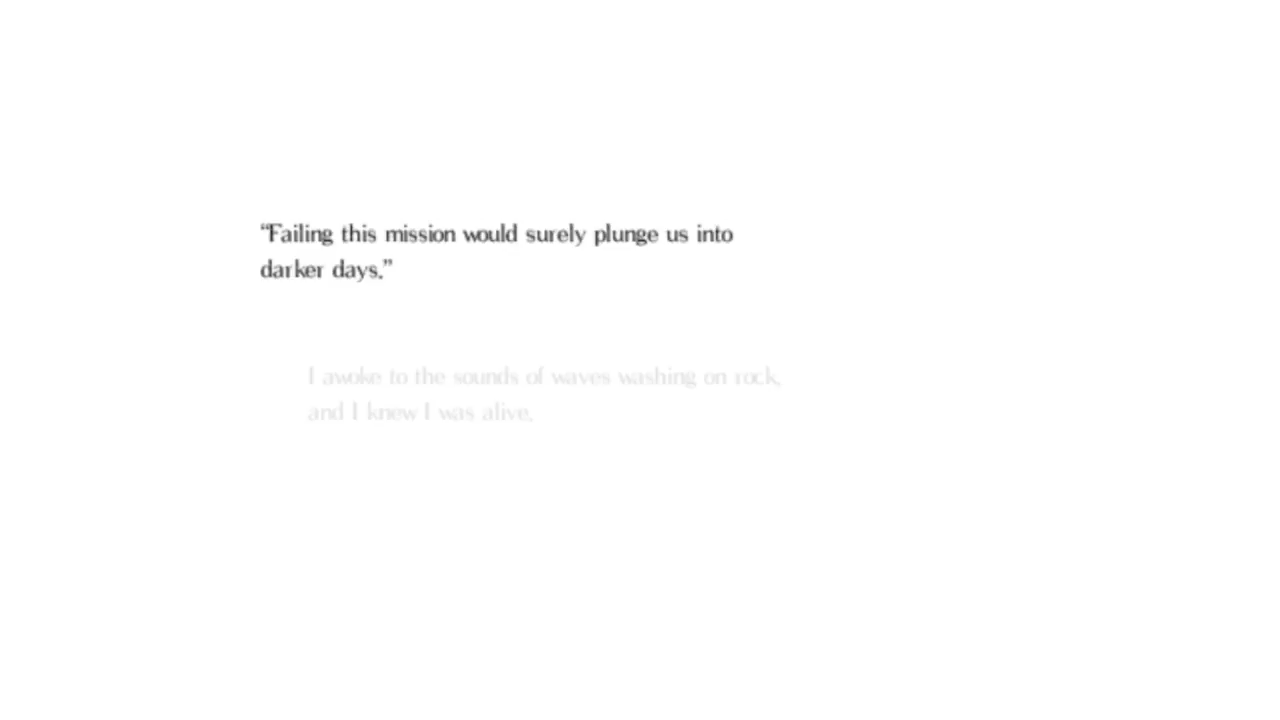 “Failing this mission would surely plunge us into
darker days.”
I awoke to the sounds of waves washing on rock,
and I knew I was alive.